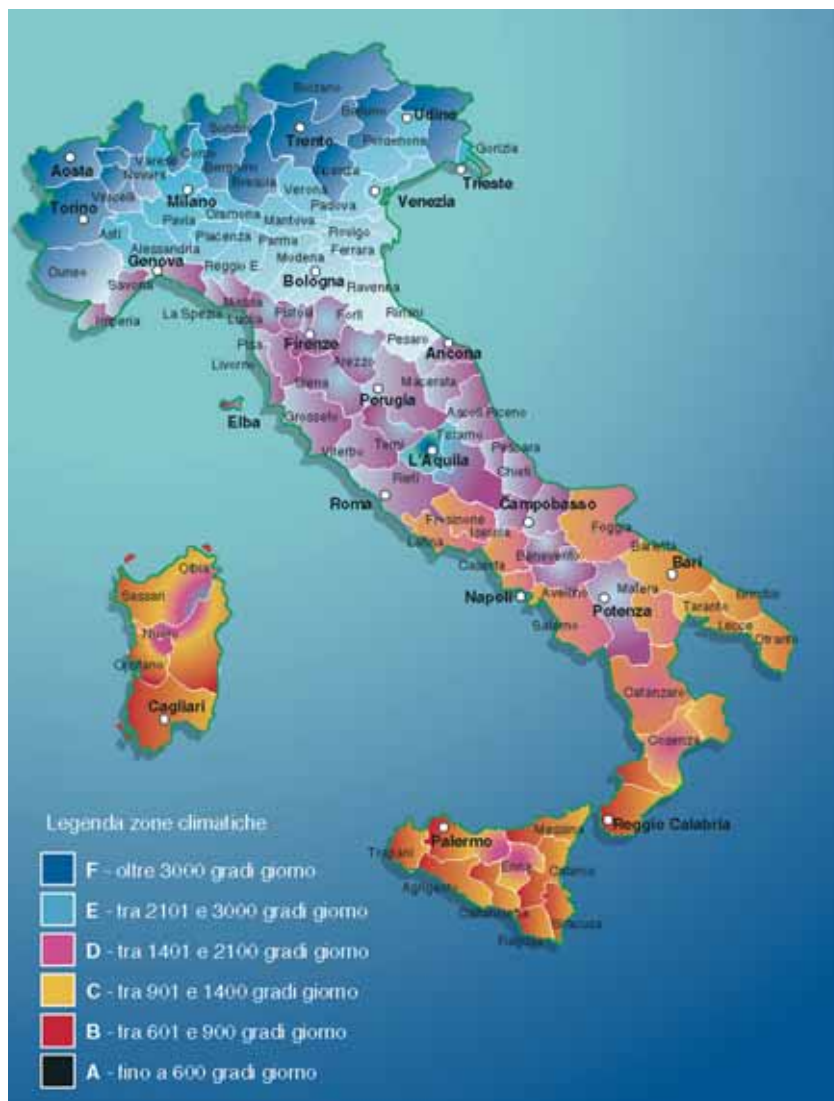 Bolzano
Belluno
Udine
Sondrio
Trento
Pordenone
Gorizia
Aosta
Varese
Como
Bergamo
Vicenza
Trieste
Novara
Brescia
Verona
Venezia
Vercelli
Milano
Padova
Torino
Pavia
Cremona
Mantova
Rovigo
Asti
Piacenza
Parma
Ferrara
Alessandria
Modena
Genova
Reggio E.
Bologna
Cuneo
Ravenna
Savona
Massa
La Spezia
Pistoia
Forlì
Rimini
Imperia
Lucca
Firenze
Pesaro
Pisa
Ancona
Livorno
Arezzo
Siena
Macerata
Perugia
Elba
Grosseto
Ascoli Piceno
Teramo
Viterbo
Terni
L'Aquila
Pescara
Rieti
Chieti
Roma
Campobasso
Frosinone
Foggia
Latina
Isernia
Barletta
Caserta
Benevento
Bari
Olbia
Napoli
Avellino
Matera
Brindisi
Sassari
Potenza
Taranto
Nuoro
Salerno
Lecce
Otranto
Oristano
Catanzaro
Cagliari
Cosenza
Legenda zone climatiche
Messina
Reggio Calabria
Palermo
Trapani
Enna
Catania
F - oltre 3000 gradi giorno
Agrigento
Caltanissetta
Siracusa
E - tra 2101 e 3000 gradi giorno
D - tra 1401 e 2100 gradi giorno
C - tra 901 e 1400 gradi giorno
B - tra 601 e 900 gradi giorno
A - fino a 600 gradi giorno